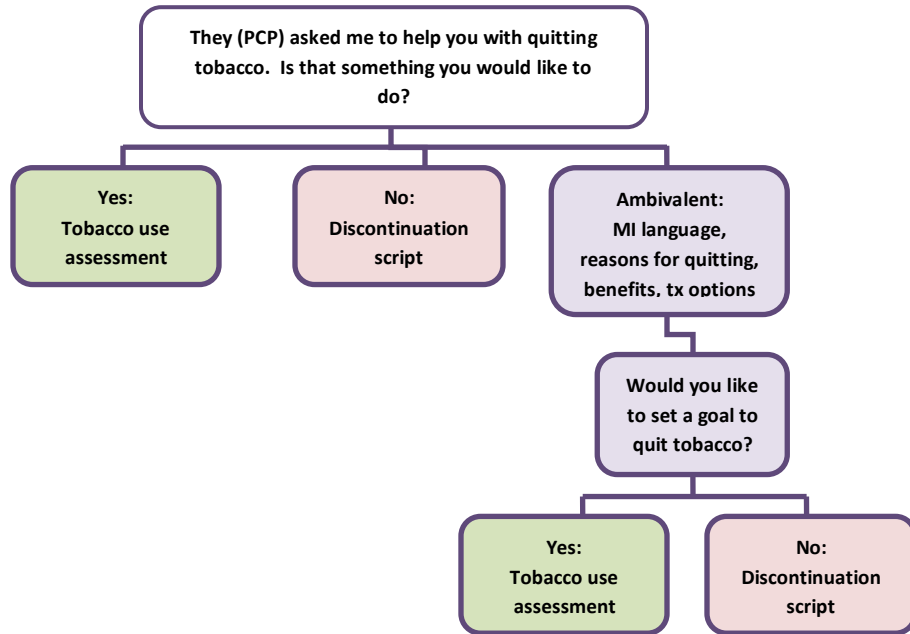 They (PCP) asked me to help you with quitting
tobacco.  Is that something you would like to
do?
Yes:
Tobacco use
assessment
No:
Discontinuation
script
Ambivalent:
MI language,
reasons for quitting,
benefits, tx options
Would you like
to set a goal to
quit tobacco?
Yes:
Tobacco use
assessment
No:
Discontinuation
script